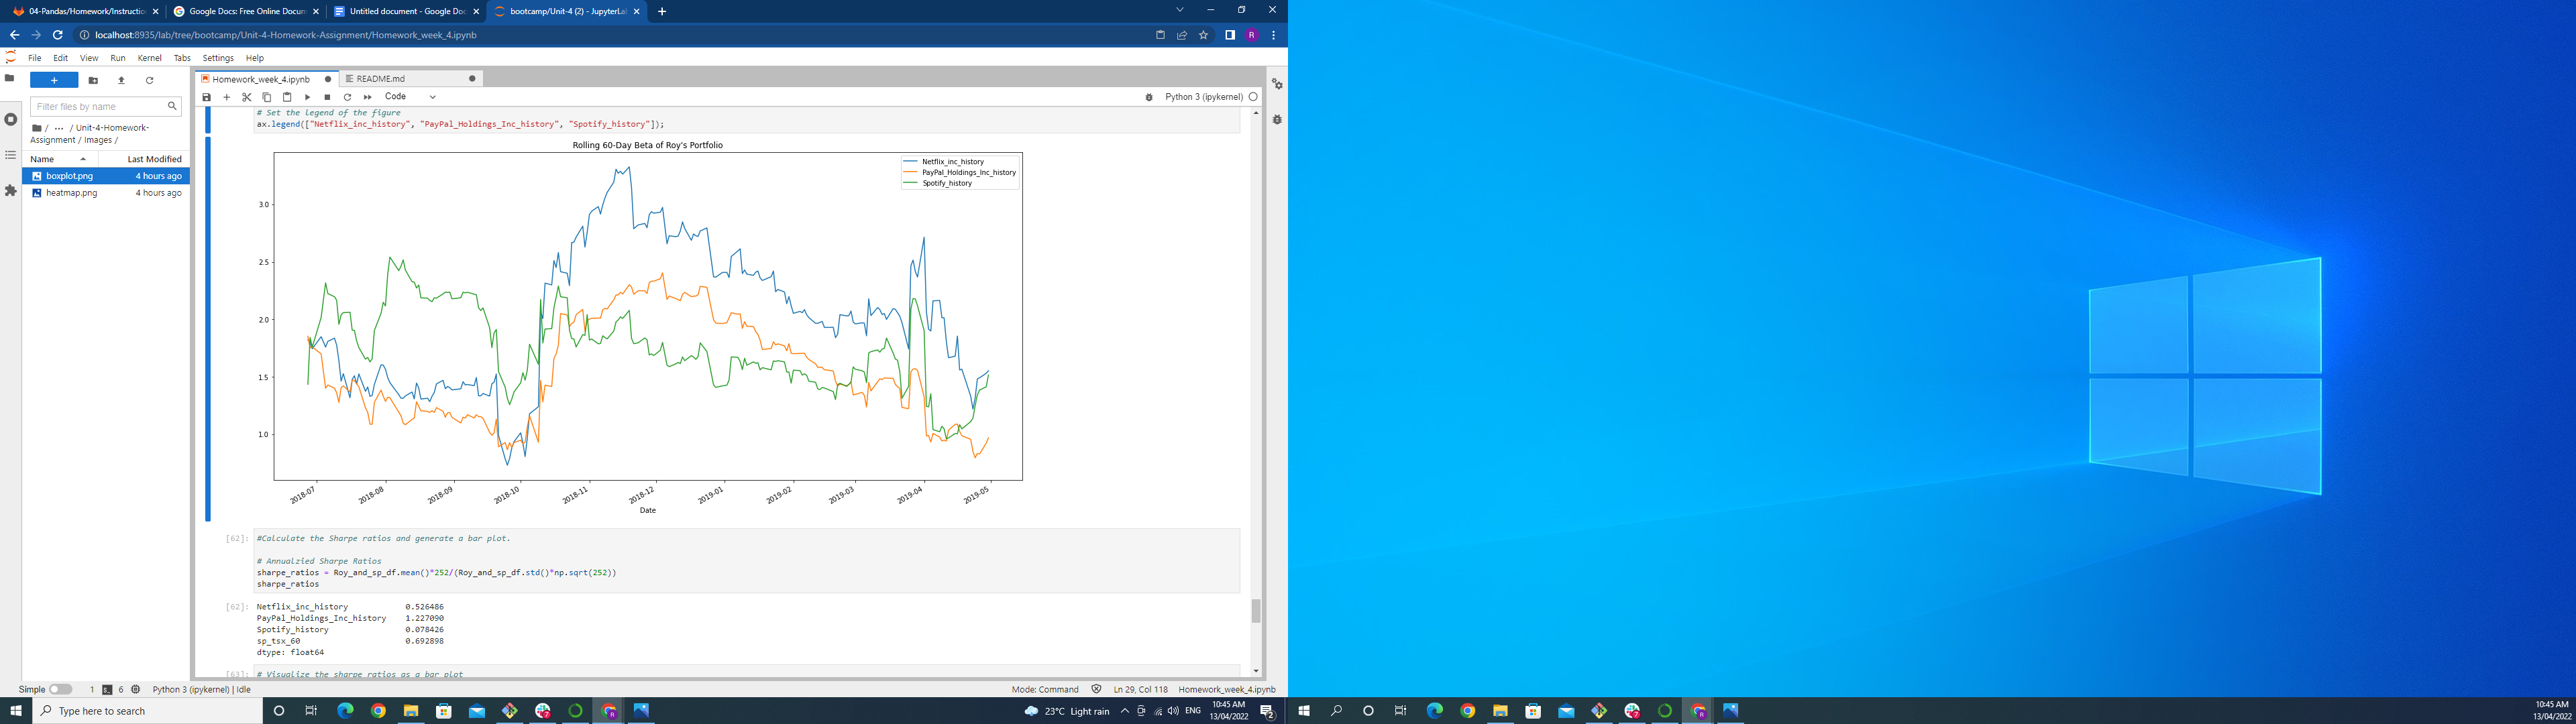 04-Pandas/Homework/Instructio
Google Docs: Free Online Docum
Untitled document - Google Doc
bootcamp/Unit-4 (2) - JupyterLa
localhost:8935/lab/tree/bootcamp/Unit-4-Homework-Assignment/Homework_week_4.ipynb
R
File Edit View Run Kernel Tabs Settings Help
+
Filter files by name
/ ··· / Unit-4-Homework-
Assignment / Images /
Name Last Modified
boxplot.png 4 hours ago
heatmap.png 4 hours ago
Homework_week_4.ipynb
README.md
Code
Python 3 (ipykernel)
# Set the legend of the figure
ax.legend(["Netflix_inc_history", "PayPal_Holdings_Inc_history", "Spotify_history"]);
Rolling 60-Day Beta of Roy's Portfolio
Netflix_inc_history
PayPal_Holdings_Inc_history
Spotify_history
3.0
2.5
2.0
1.5
1.0
2018-07 2018-08 2018-09 2018-10 2018-11 2018-12 2019-01 2019-02 2019-03 2019-04 2019-05
Date
[62]: #Calculate the Sharpe ratios and generate a bar plot.
# Annualzied Sharpe Ratios
sharpe_ratios = Roy_and_sp_df.mean()*252/(Roy_and_sp_df.std()*np.sqrt(252))
sharpe_ratios
[62]: Netflix_inc_history 0.526486
PayPal_Holdings_Inc_history 1.227090
Spotify_history 0.078426
sp_tsx_60 0.692898
dtype: float64
[63]: # Visualize the sharpe ratios as a bar plot
Simple 1 6 Python 3 (ipykernel) | Idle
Mode: Command Ln 29, Col 118 Homework_week_4.ipynb
Type here to search
23°C Light rain ENG 10:45 AM
13/04/2022
2
10:45 AM
13/04/2022